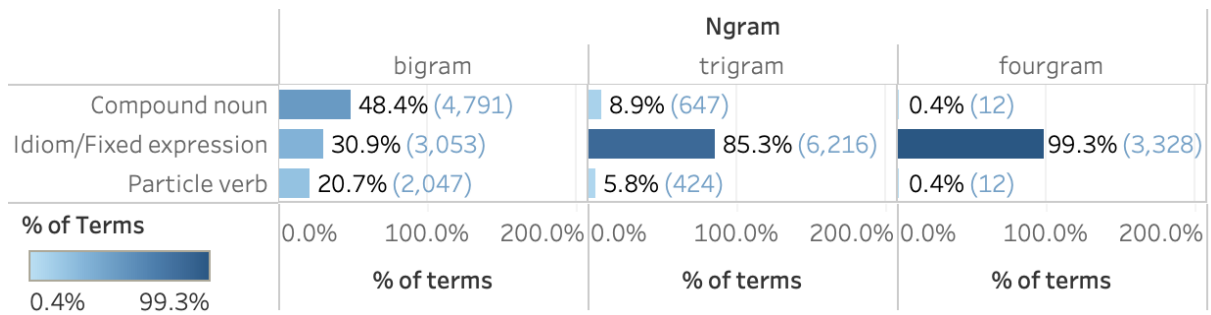 Ngram
bigram trigram fourgram
Compound noun 48.4% (4,791) 8.9% (647) 0.4% (12)
Idiom/Fixed expression 30.9% (3,053) 85.3% (6,216) 99.3% (3,328)
Particle verb 20.7% (2,047) 5.8% (424) 0.4% (12)
% of Terms
0.4% 99.3%
0.0% 100.0% 200.0% 0.0% 100.0% 200.0% 0.0% 100.0% 200.0%
% of terms % of terms % of terms